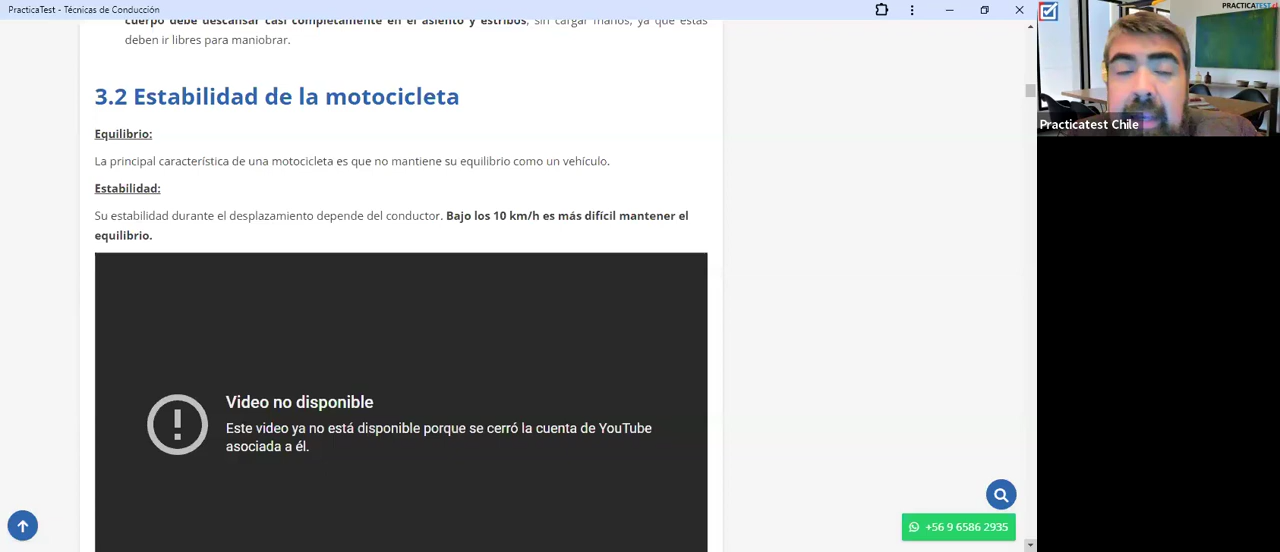 PracticaTest - Técnicas de Conducción
cuerpo debe descansar casi completamente en el asiento y estribos, sin cargar manos, ya que estas
deben ir libres para maniobrar.
3.2 Estabilidad de la motocicleta
Equilibrio:
La principal característica de una motocicleta es que no mantiene su equilibrio como un vehículo.
Estabilidad:
Su estabilidad durante el desplazamiento depende del conductor. Bajo los 10 km/h es más difícil mantener el
equilibrio.
Video no disponible
Este video ya no está disponible porque se cerró la cuenta de YouTube
asociada a él.
+56 9 6586 2935
PRACTICATEST.cl
Practicatest Chile